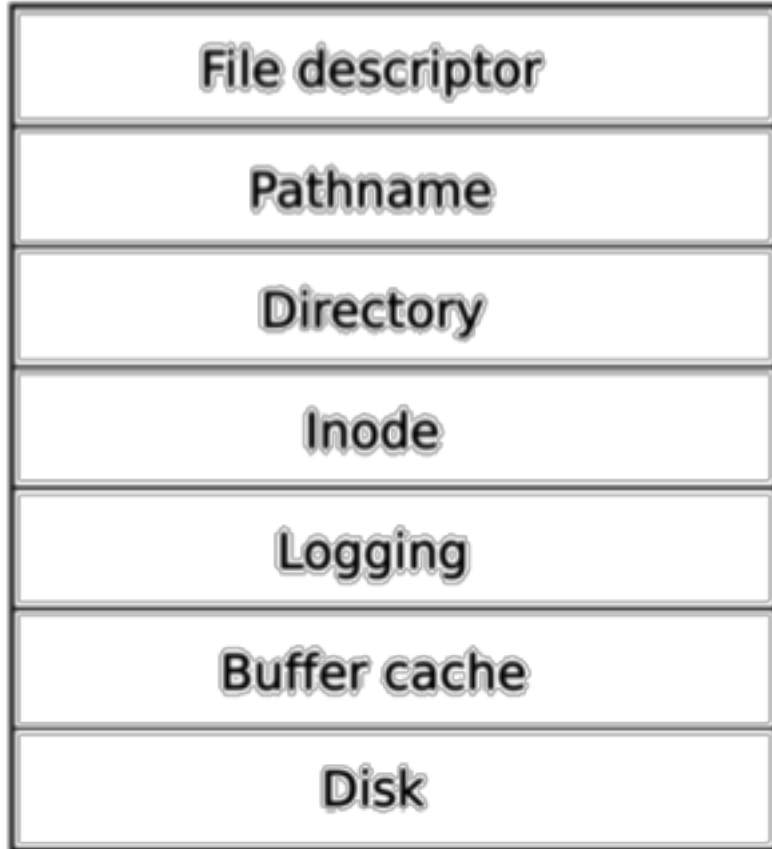 File descriptor
Pathname
Directory
Inode
Logging
Buffer cache
Disk